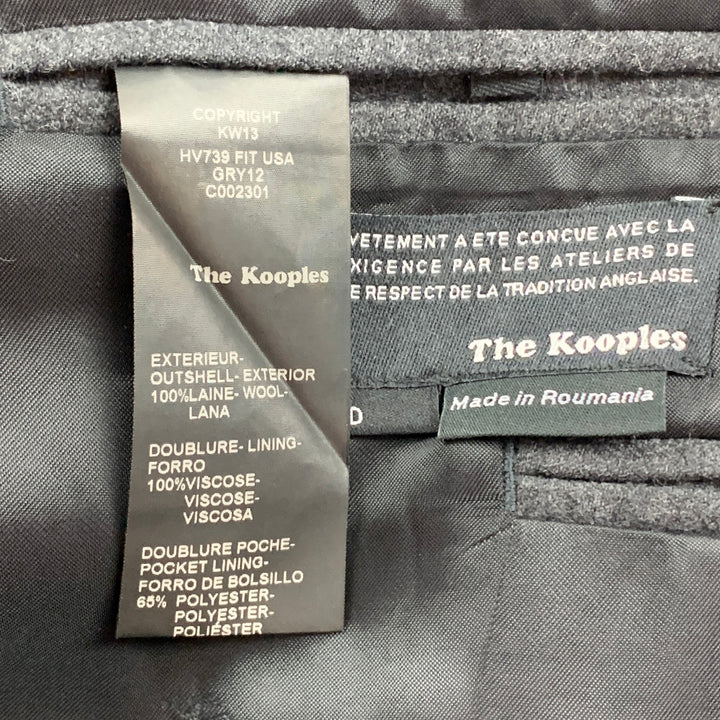 COPYRIGHT
KW13
HV739 FIT USA
GRY12
C002301
The Kooples
EXTERIEUR-
OUTSHELL- EXTERIOR
100%LAINE- WOOL-
LANA
DOUBLURE- LINING-
FORRO
100%VISCOSE-
VISCOSE-
VISCOSA
DOUBLURE POCHE-
POCKET LINING-
FORRO DE BOLSILLO
65% POLYESTER-
POLYESTER-
POLIÉSTER
VETEMENT A ETE CONCUE AVEC LA
XIGENCE PAR LES ATELIERS DE
E RESPECT DE LA TRADITION ANGLAISE.
The Kooples
D
Made in Roumania